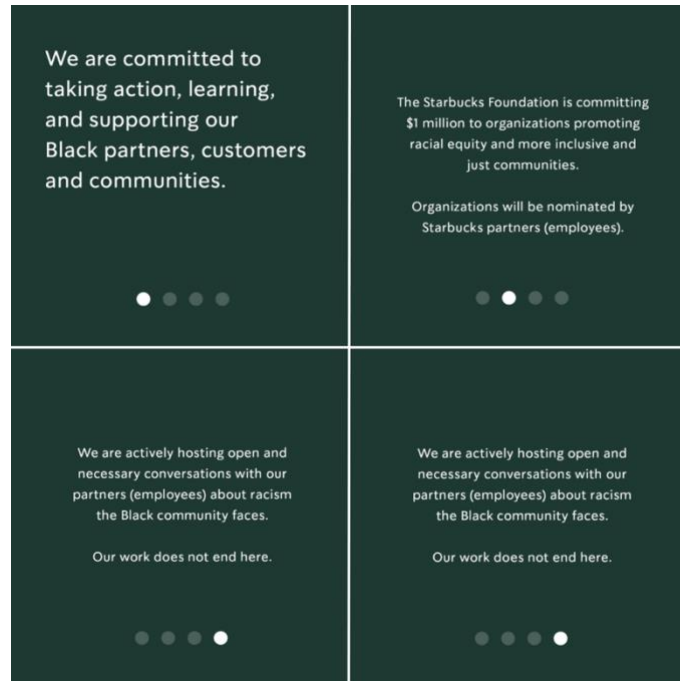 We are committed to
taking action, learning,
and supporting our
Black partners, customers
and communities.
The Starbucks Foundation is committing
$1 million to organizations promoting
racial equity and more inclusive and
just communities.
Organizations will be nominated by
Starbucks partners (employees).
We are actively hosting open and
necessary conversations with our
partners (employees) about racism
the Black community faces.
Our work does not end here.
We are actively hosting open and
necessary conversations with our
partners (employees) about racism
the Black community faces.
Our work does not end here.